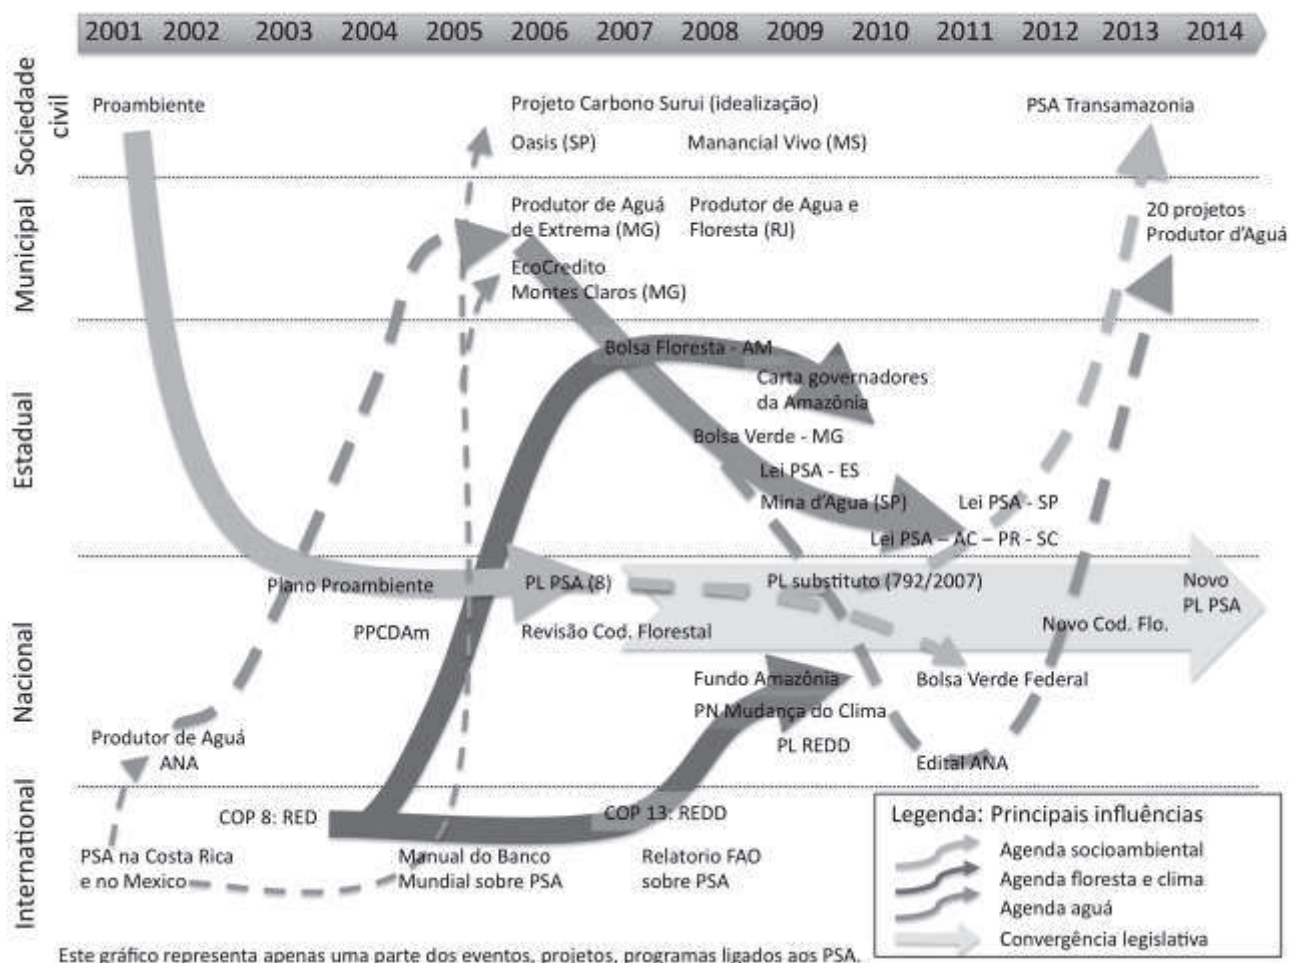 2001 2002 2003 2004 2005 2006 2007 2008 2009 2010 2011 2012 2013 2014
Sociedade
civil
Proambiente
Projeto Carbono Surui (idealização)
PSA Transamazonia
Oasis (SP)
Manancial Vivo (MS)
Municipal
Produtor de Aguá
de Extrema (MG)
Produtor de Agua e
Floresta (RJ)
20 projetos
Produtor d'Aguá
EcoCredito
Montes Claros (MG)
Estadual
Bolsa Floresta - AM
Carta governadores
da Amazônia
Bolsa Verde - MG
Lei PSA - ES
Mina d'Agua (SP)
Lei PSA - SP
Lei PSA – AC – PR - SC
Nacional
Plano Proambiente
PL PSA (8)
PL substituto (792/2007)
Novo
PL PSA
PPCDAm
Revisão Cod. Florestal
Novo Cod. Flo.
Fundo Amazônia
Bolsa Verde Federal
PN Mudança do Clima
PL REDD
Produtor de Aguá
ANA
Edital ANA
International
COP 8: RED
COP 13: REDD
PSA na Costa Rica
e no Mexico
Manual do Banco
Mundial sobre PSA
Relatorio FAO
sobre PSA
Legenda: Principais influências
Agenda socioambiental
Agenda floresta e clima
Agenda aguá
Convergência legislativa
Este gráfico representa apenas uma parte dos eventos, projetos, programas ligados aos PSA.